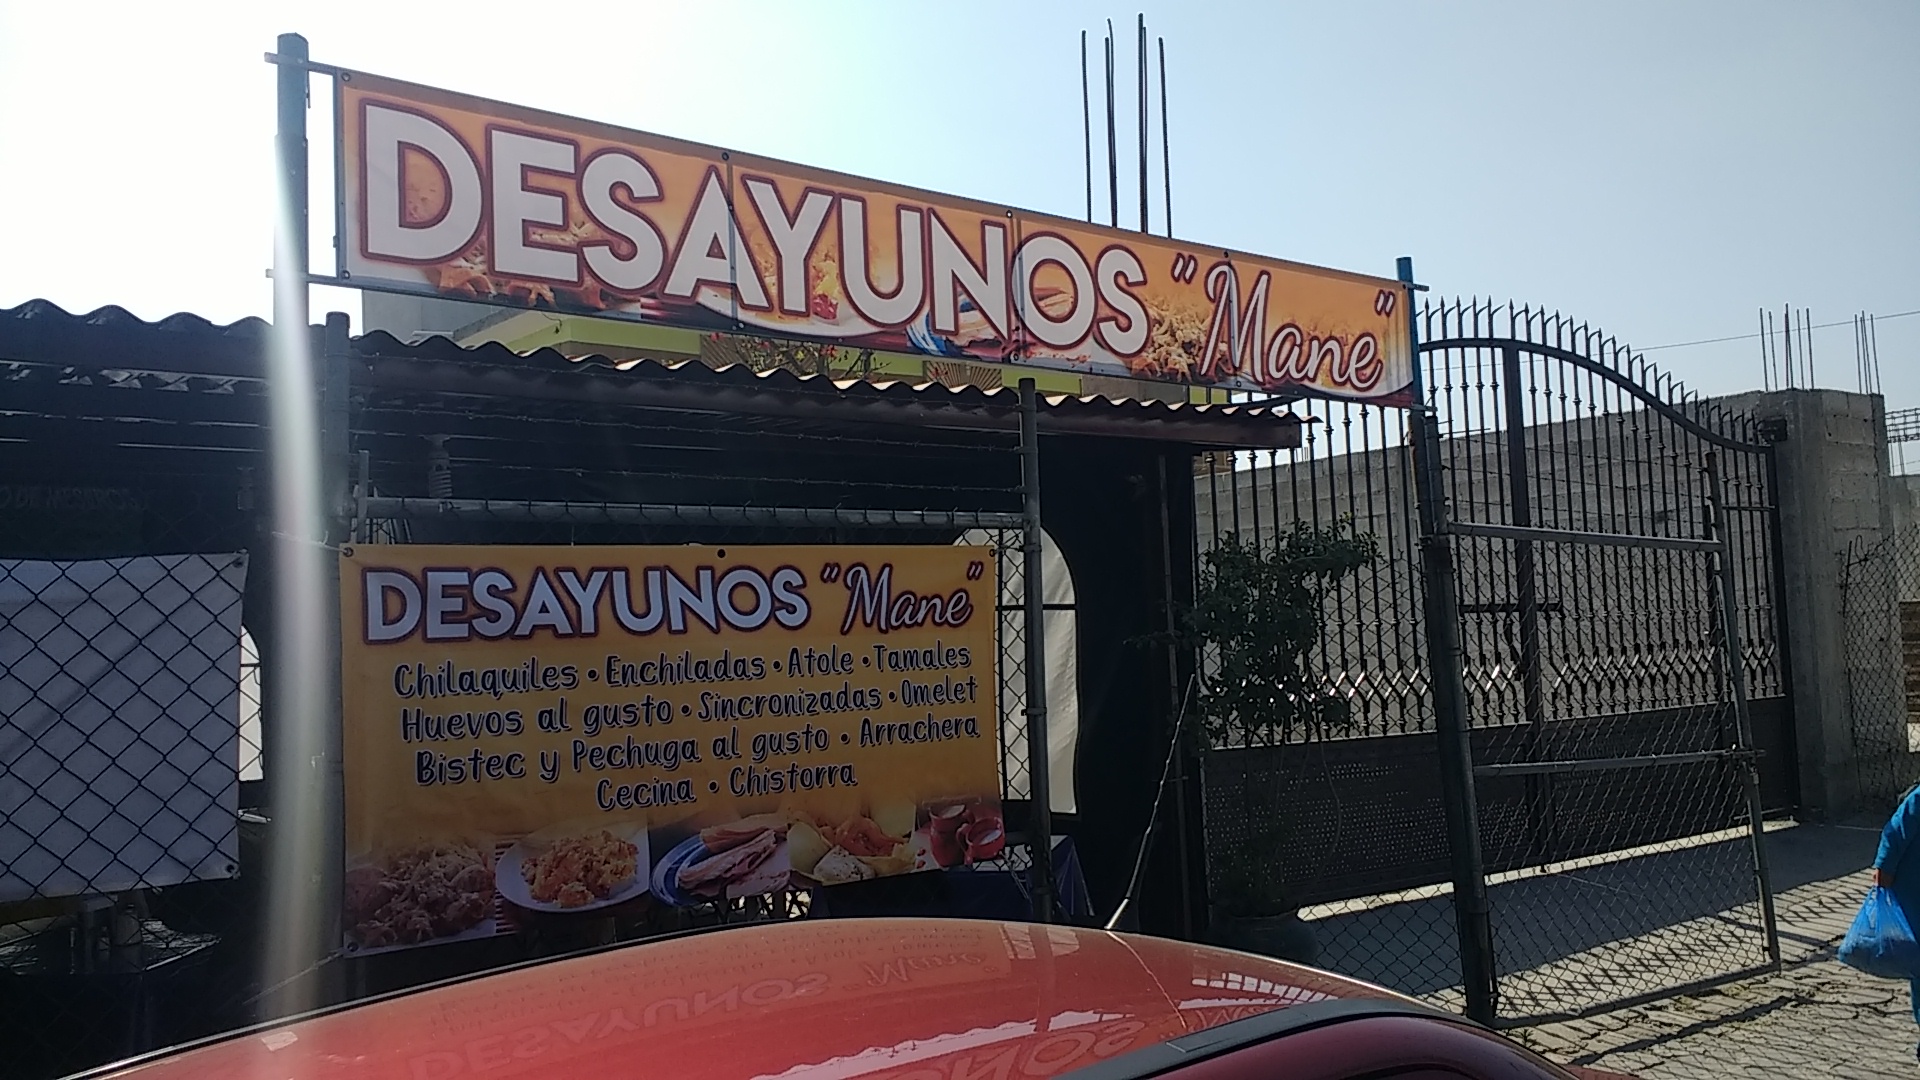 DESAYUNOS "Mane"
DESAYUNOS "Mane"
Chilaquiles • Enchiladas • Atole • Tamales
Huevos al gusto • Sincronizadas • Omelet
Bistec y Pechuga al gusto • Arrachera
Cecina • Chistorra